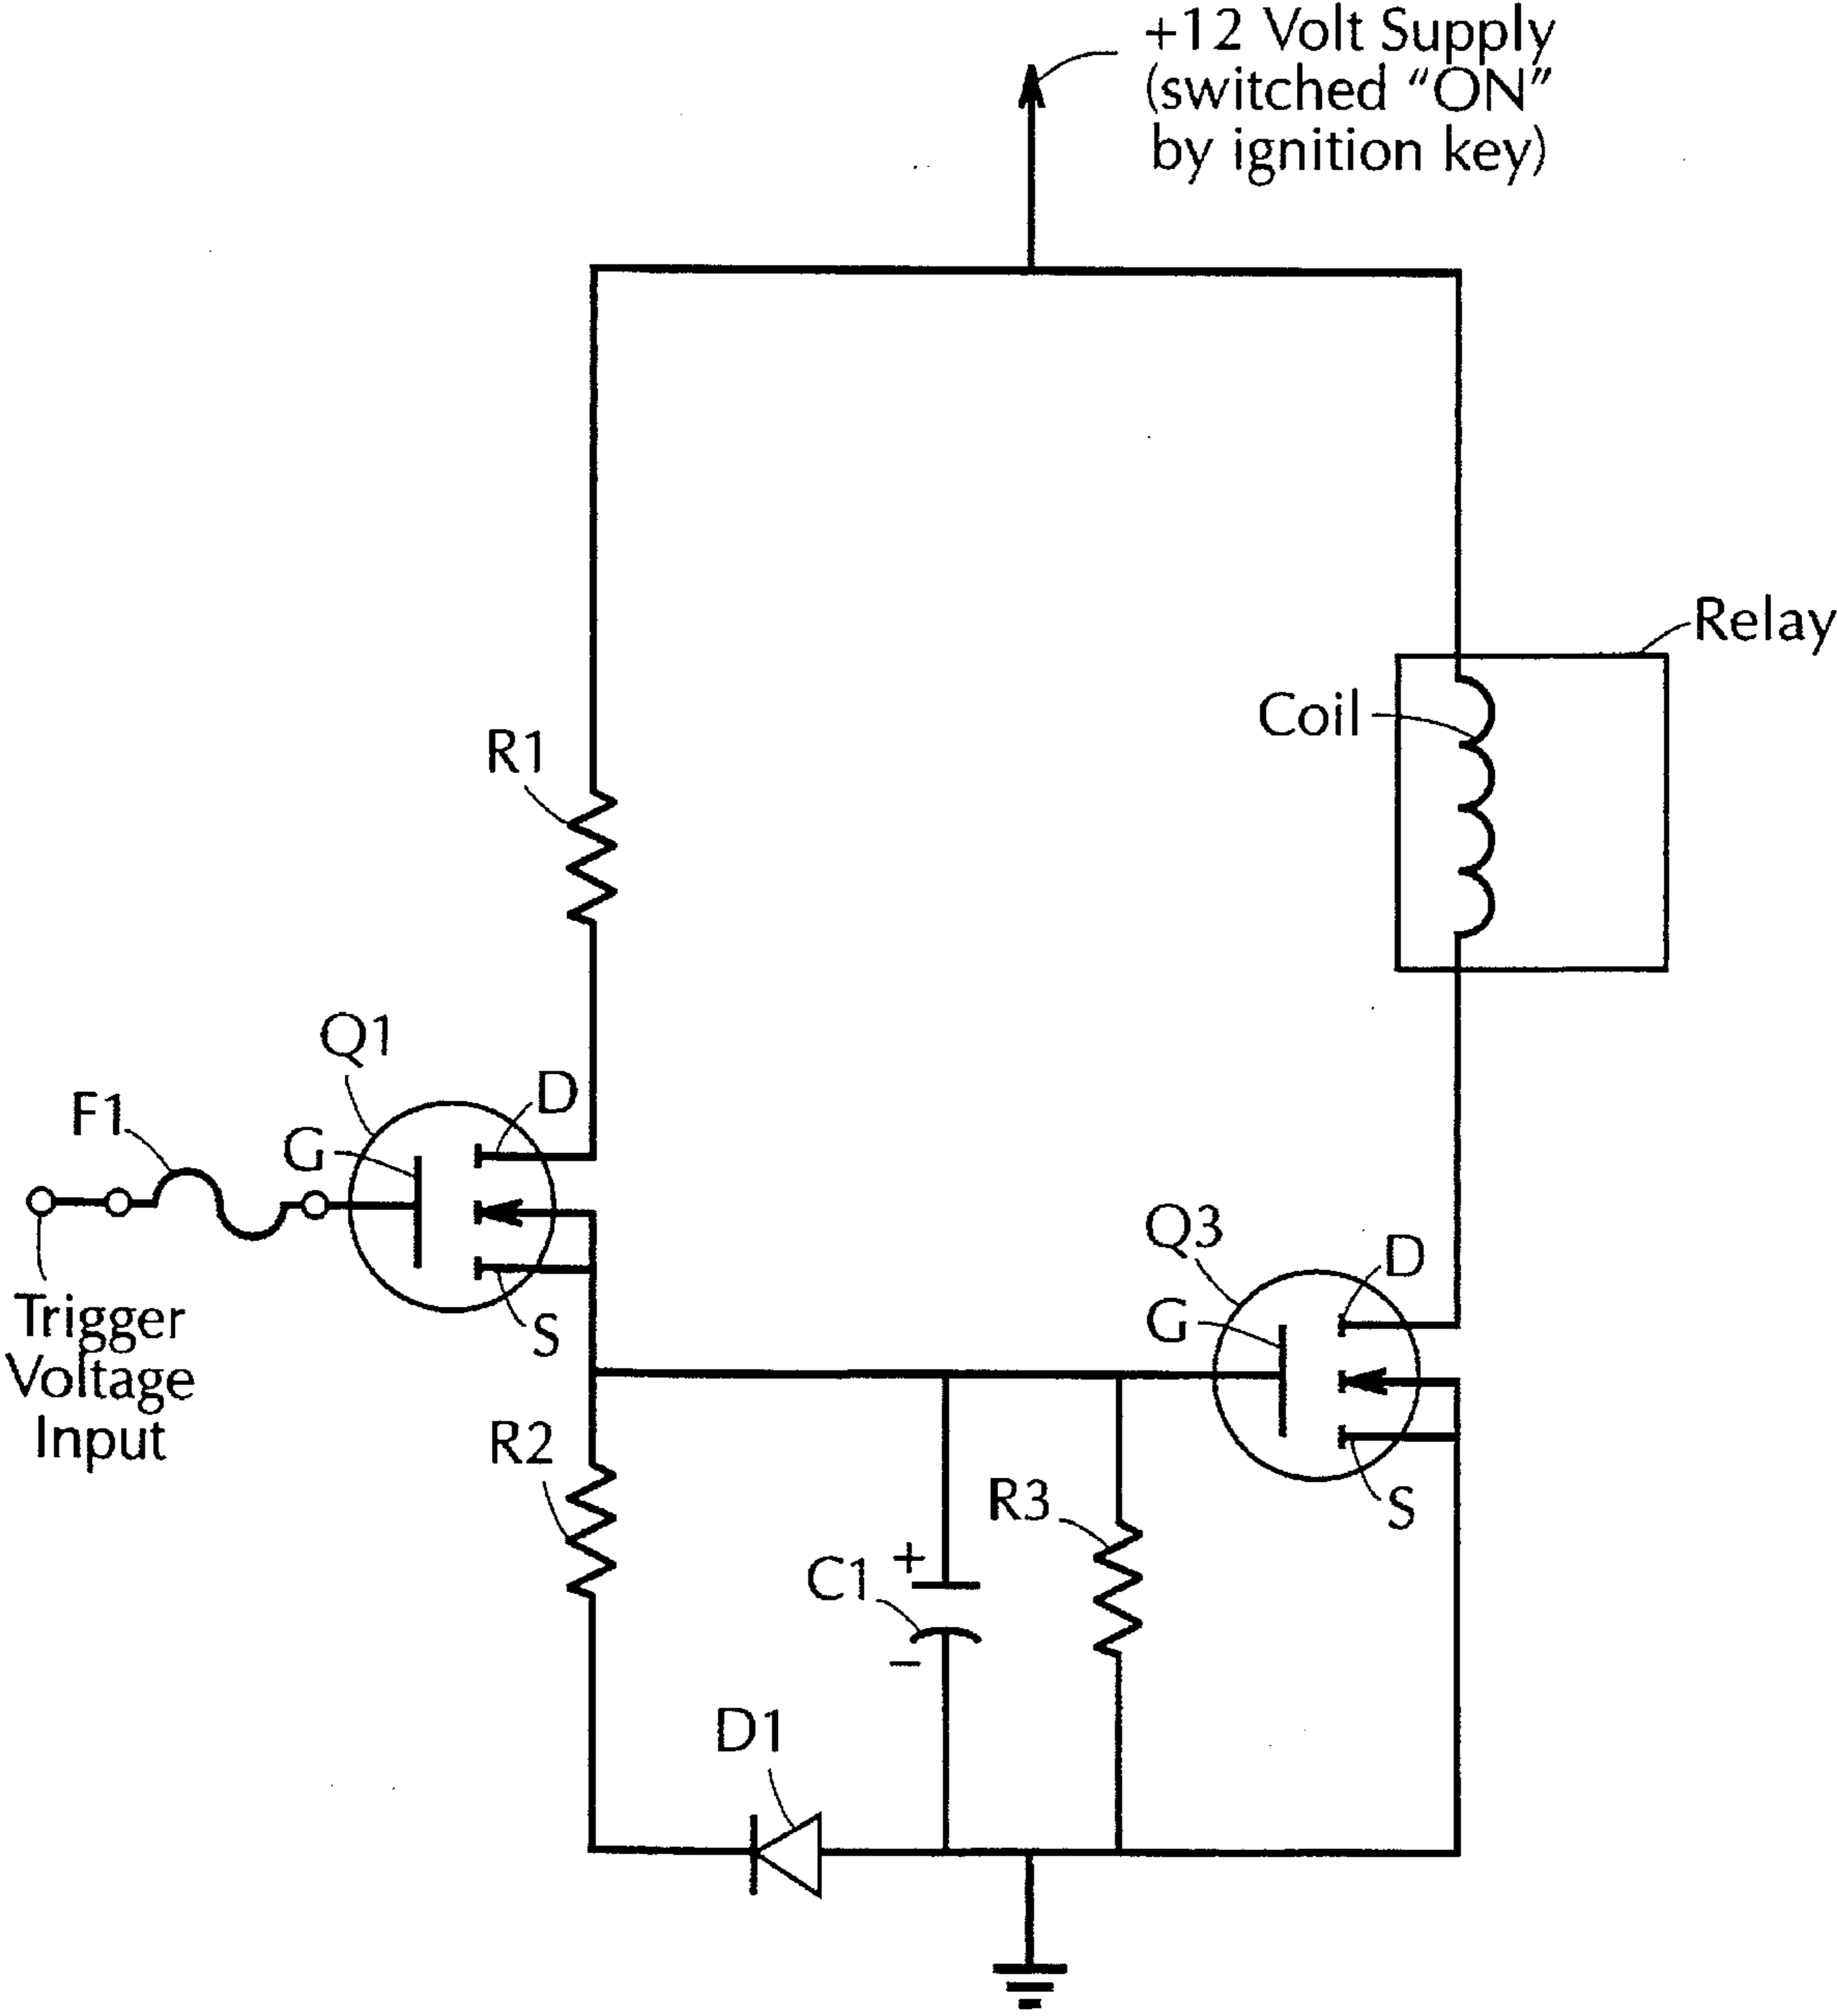 +12 Volt Supply
(switched “ON”
by ignition key)
Relay
Coil
R1
Q1
D
F1
G
S
Trigger
Voltage
Input
Q3
D
G
S
R2
R3
+
C1
–
D1